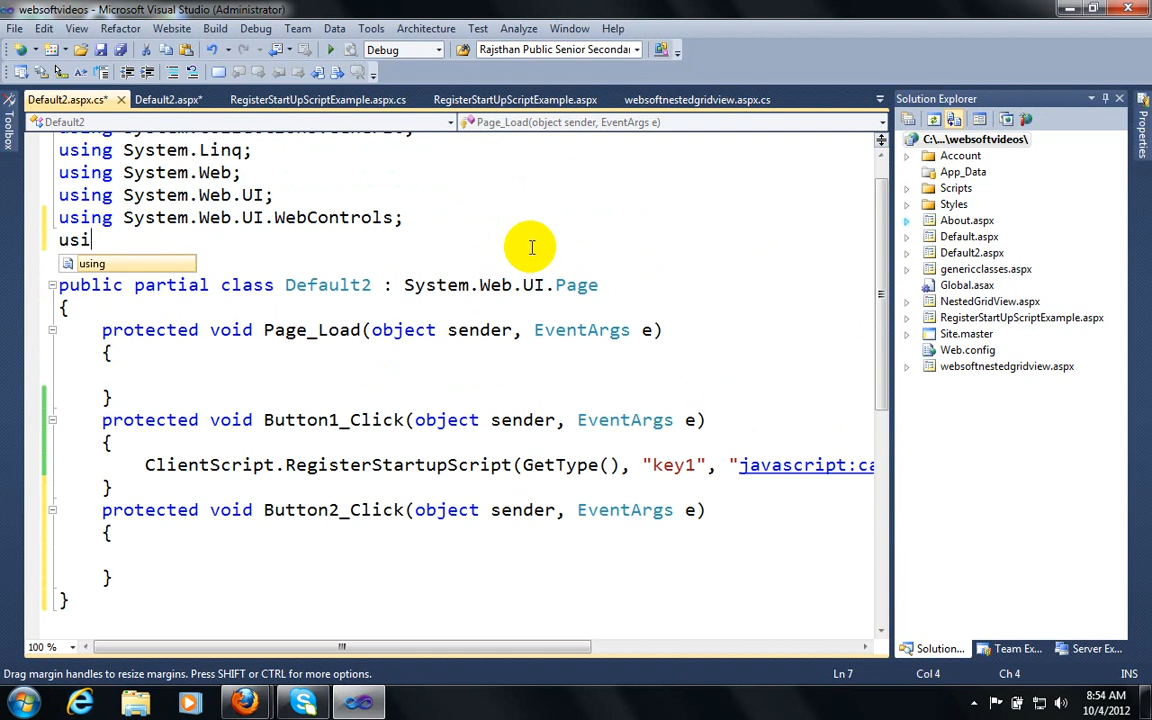 websoftvideos - Microsoft Visual Studio (Administrator)
File Edit View Refactor Website Build Debug Team Data Tools Architecture Test Analyze Window Help
Debug Rajasthan Public Senior Secondar
Default2.aspx.cs* Default2.aspx* RegisterStartUpScriptExample.aspx.cs RegisterStartUpScriptExample.aspx websoftnestedgridview.aspx.cs
Toolbox
Default2 Page_Load(object sender, EventArgs e)
using System.Linq;
using System.Web;
using System.Web.UI;
using System.Web.UI.WebControls;
usi
using
public partial class Default2 : System.Web.UI.Page
{
protected void Page_Load(object sender, EventArgs e)
{
}
protected void Button1_Click(object sender, EventArgs e)
{
ClientScript.RegisterStartupScript(GetType(), "key1", "javascript:ca
}
protected void Button2_Click(object sender, EventArgs e)
{
}
}
100 %
Solution Explorer
C:\...\websoftvideos\
Account
App_Data
Scripts
Styles
About.aspx
Default.aspx
Default2.aspx
genericclasses.aspx
Global.asax
NestedGridView.aspx
RegisterStartUpScriptExample.aspx
Site.master
Web.config
websoftnestedgridview.aspx
Solution... Team Ex... Server Ex...
Properties
Drag margin handles to resize margins. Press SHIFT or CTRL for more options. Ln 7 Col 4 Ch 4 INS
8:54 AM
10/4/2012